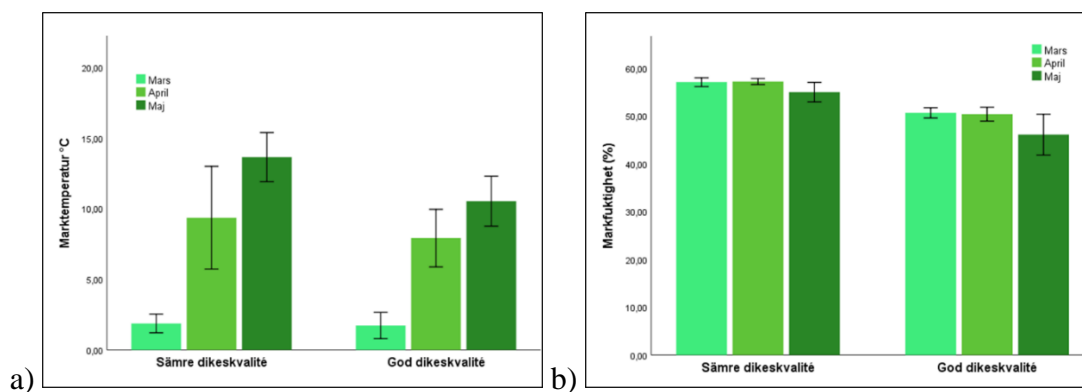 a)
Marktemperatur °C
20,00
15,00
10,00
5,00
0,00
Mars
April
Maj
Sämre dikeskvalité
God dikeskvalité
b)
Markfuktighet (%)
60,00
50,00
40,00
30,00
20,00
10,00
0,00
Mars
April
Maj
Sämre dikeskvalité
God dikeskvalité